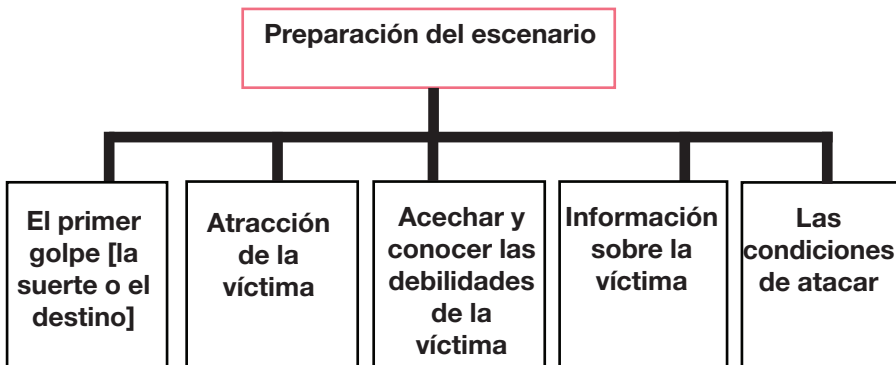 Preparación del escenario
El primer
golpe [la
suerte o el
destino]
Atracción
de la
víctima
Acechar y
conocer las
debilidades
de la
víctima
Información
sobre la
víctima
Las
condiciones
de atacar